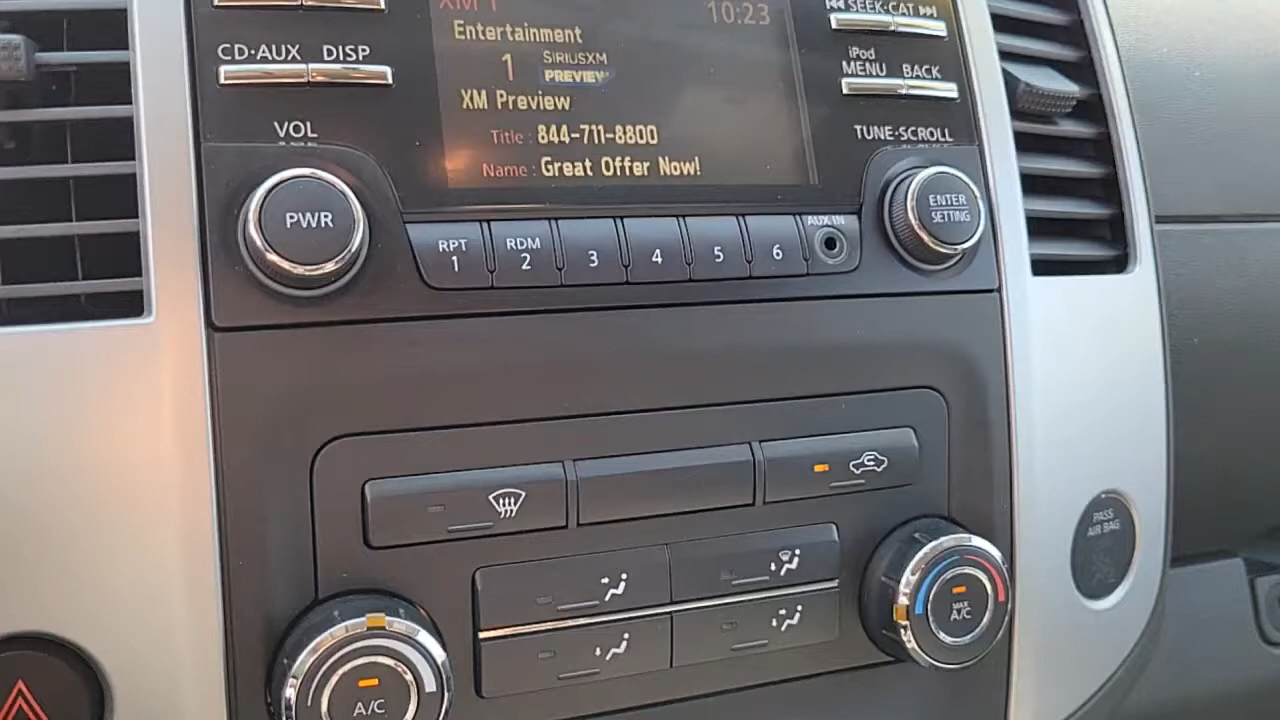 XM 1
10:23
SEEK·CAT
CD·AUX DISP
Entertainment
1 SIRIUSXM
PREVIEW
XM Preview
Title : 844-711-8800
Name : Great Offer Now!
iPod
MENU BACK
VOL
TUNE·SCROLL
PWR
ENTER
SETTING
RPT
1
RDM
2
3
4
5
6
AUX IN
PASS
AIR BAG
MAX
A/C
A/C